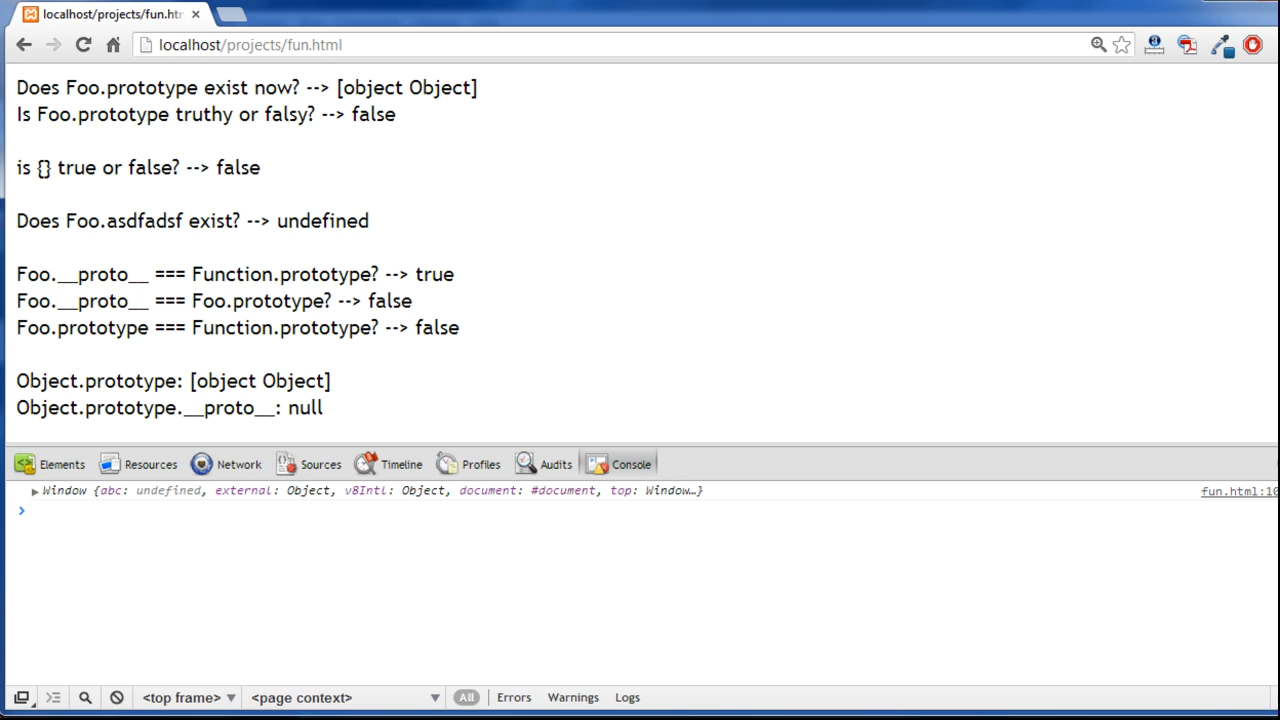 localhost/projects/fun.htm
localhost/projects/fun.html
Does Foo.prototype exist now? --> [object Object]
Is Foo.prototype truthy or falsy? --> false
is {} true or false? --> false
Does Foo.asdfadsf exist? --> undefined
Foo.__proto__ === Function.prototype? --> true
Foo.__proto__ === Foo.prototype? --> false
Foo.prototype === Function.prototype? --> false
Object.prototype: [object Object]
Object.prototype.__proto__: null
Elements Resources Network Sources Timeline Profiles Audits Console
Window {abc: undefined, external: Object, v8Intl: Object, document: #document, top: Window…} fun.html:10
<top frame> <page context> All Errors Warnings Logs